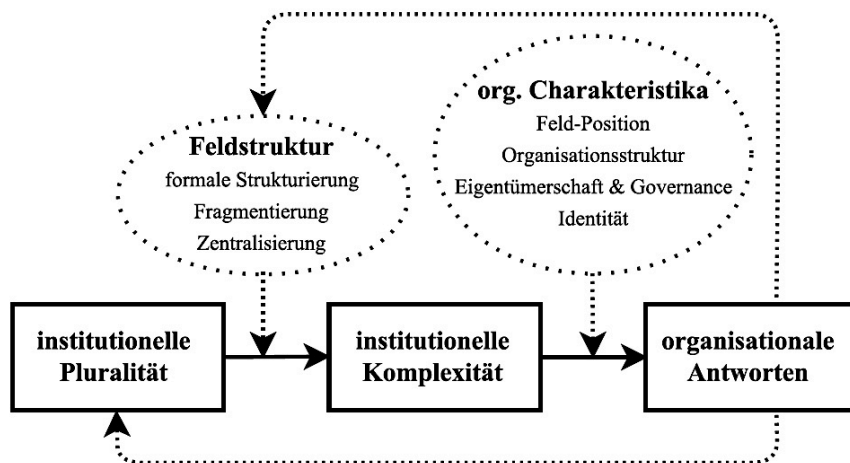 org. Charakteristika
Feld-Position
Organisationsstruktur
Eigentümerschaft & Governance
Identität
Feldstruktur
formale Strukturierung
Fragmentierung
Zentralisierung
institutionelle
Pluralität
institutionelle
Komplexität
organisationale
Antworten